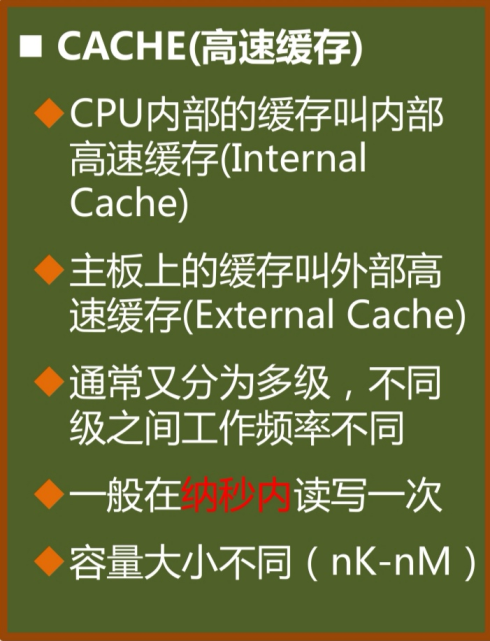 CACHE(高速缓存)
CPU内部的缓存叫内部
高速缓存(Internal
Cache)
主板上的缓存叫外部高
速缓存(External Cache)
通常又分为多级，不同
级之间工作频率不同
一般在纳秒内读写一次
容量大小不同（nK-nM）